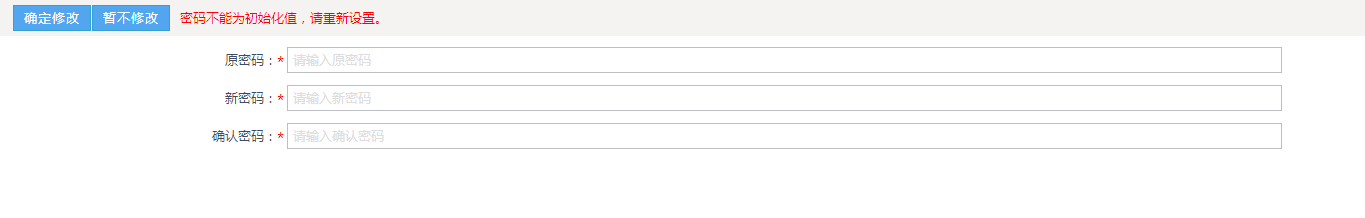 确定修改 暂不修改 密码不能为初始化值，请重新设置。
原密码：* 请输入原密码
新密码：* 请输入新密码
确认密码：* 请输入确认密码